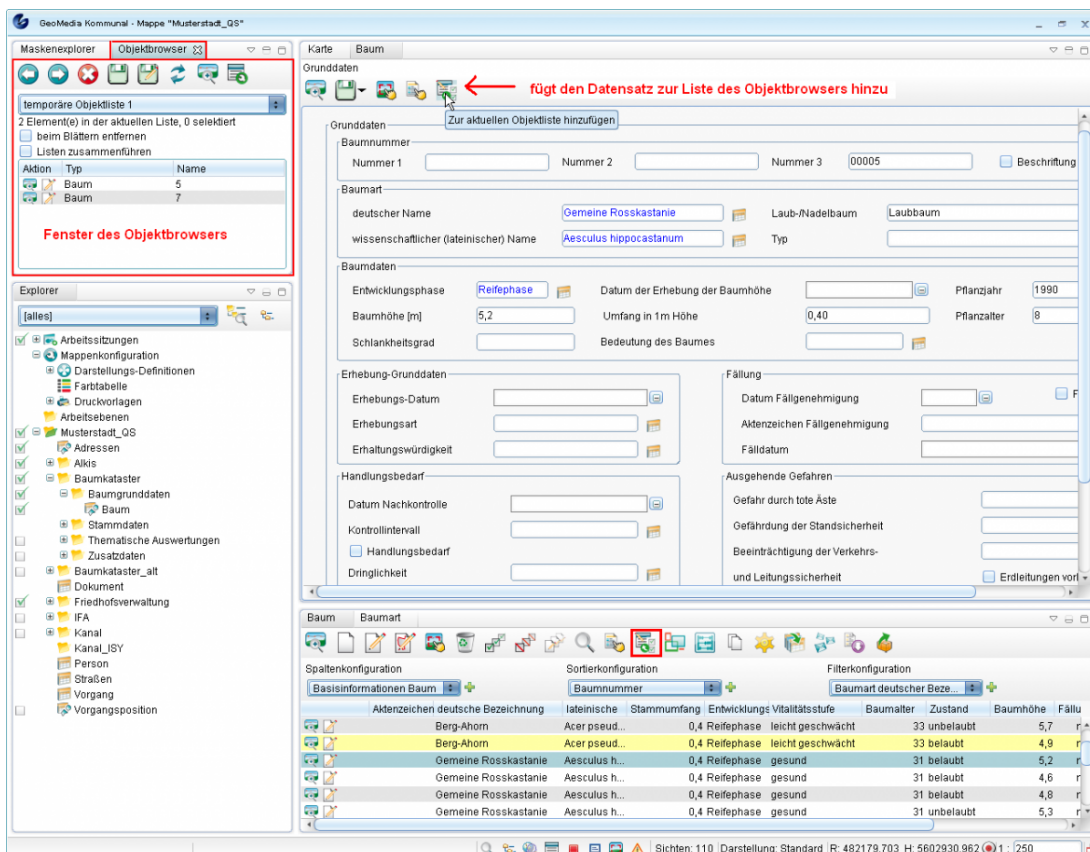 GeoMedia Kommunal - Mappe "Musterstadt_QS"
Maskenexplorer Objektbrowser
temporäre Objektliste 1
2 Element(e) in der aktuellen Liste, 0 selektiert
beim Blättern entfernen
Listen zusammenführen
Aktion Typ Name
Baum 5
Baum 7
Fenster des Objektbrowsers
Explorer
[alles]
Arbeitssitzungen
Mappenkonfiguration
Darstellungs-Definitionen
Farbtabelle
Druckvorlagen
Arbeitsebenen
Musterstadt_QS
Adressen
Alkis
Baumkataster
Baumgrunddaten
Baum
Stammdaten
Thematische Auswertungen
Zusatzdaten
Baumkataster_alt
Dokument
Friedhofsverwaltung
IFA
Kanal
Kanal_ISY
Person
Straßen
Vorgang
Vorgangsposition
Karte Baum
Grunddaten
fügt den Datensatz zur Liste des Objektbrowsers hinzu
Zur aktuellen Objektliste hinzufügen
Grunddaten
Baumnummer
Nummer 1 Nummer 2 Nummer 3 00005 Beschriftung
Baumart
deutscher Name Gemeine Rosskastanie Laub-/Nadelbaum Laubbaum
wissenschaftlicher (lateinischer) Name Aesculus hippocastanum Typ
Baumdaten
Entwicklungsphase Reifephase Datum der Erhebung der Baumhöhe Pflanzjahr 1990
Baumhöhe [m] 5,2 Umfang in 1m Höhe 0,40 Pflanzalter 8
Schlankheitsgrad Bedeutung des Baumes
Erhebung-Grunddaten
Erhebungs-Datum
Erhebungsart
Erhaltungswürdigkeit
Fällung
Datum Fällgenehmigung F
Aktenzeichen Fällgenehmigung
Fälldatum
Handlungsbedarf
Datum Nachkontrolle
Kontrollintervall
Handlungsbedarf
Dringlichkeit
Ausgehende Gefahren
Gefahr durch tote Äste
Gefährdung der Standsicherheit
Beeinträchtigung der Verkehrs-
und Leitungssicherheit Erdleitungen vorl
Baum Baumart
Spaltenkonfiguration Sortierkonfiguration Filterkonfiguration
Basisinformationen Baum Baumnummer Baumart deutscher Beze...
Aktenzeichen deutsche Bezeichnung lateinische Stammumfang Entwicklungs Vitalitätsstufe Baumalter Zustand Baumhöhe Fällu
Berg-Ahorn Acer pseud... 0,4 Reifephase leicht geschwächt 33 unbelaubt 5,7 r
Berg-Ahorn Acer pseud... 0,4 Reifephase leicht geschwächt 33 belaubt 4,9 r
Gemeine Rosskastanie Aesculus h... 0,4 Reifephase gesund 31 belaubt 5,2 r
Gemeine Rosskastanie Aesculus h... 0,4 Reifephase gesund 31 belaubt 4,6 r
Gemeine Rosskastanie Aesculus h... 0,4 Reifephase gesund 31 belaubt 4,8 r
Gemeine Rosskastanie Aesculus h... 0,4 Reifephase gesund 31 unbelaubt 5,3 r
Sichten: 110 Darstellung: Standard R: 482179,703 H: 5602930,962 1 : 250